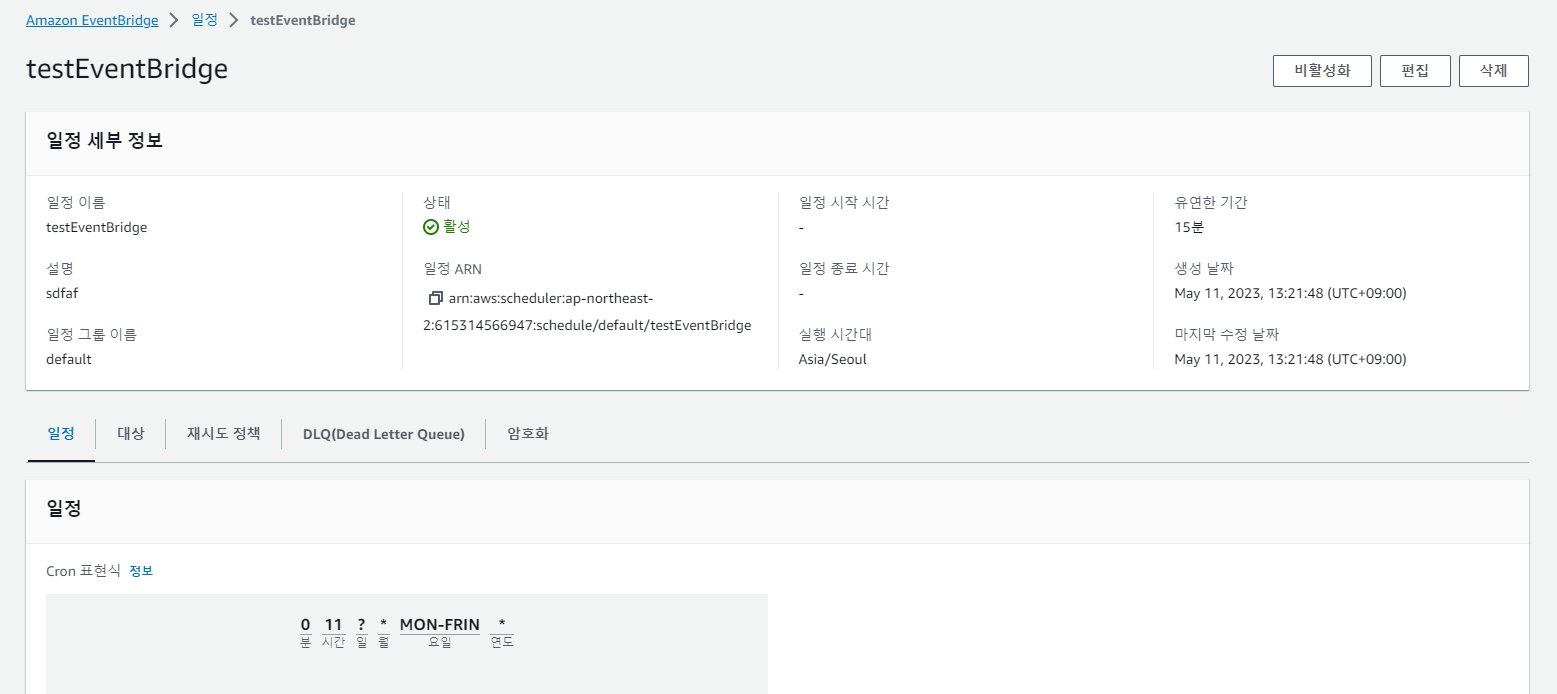 Amazon EventBridge > 일정 > testEventBridge
testEventBridge
비활성화 편집 삭제
일정 세부 정보
일정 이름
testEventBridge
설명
sdfaf
일정 그룹 이름
default
상태
활성
일정 ARN
arn:aws:scheduler:ap-northeast-
2:615314566947:schedule/default/testEventBridge
일정 시작 시간
-
일정 종료 시간
-
실행 시간대
Asia/Seoul
유연한 기간
15분
생성 날짜
May 11, 2023, 13:21:48 (UTC+09:00)
마지막 수정 날짜
May 11, 2023, 13:21:48 (UTC+09:00)
일정 대상 재시도 정책 DLQ(Dead Letter Queue) 암호화
일정
Cron 표현식 정보
0 11 ? * MON-FRIN *
분 시간 일 월 요일 연도